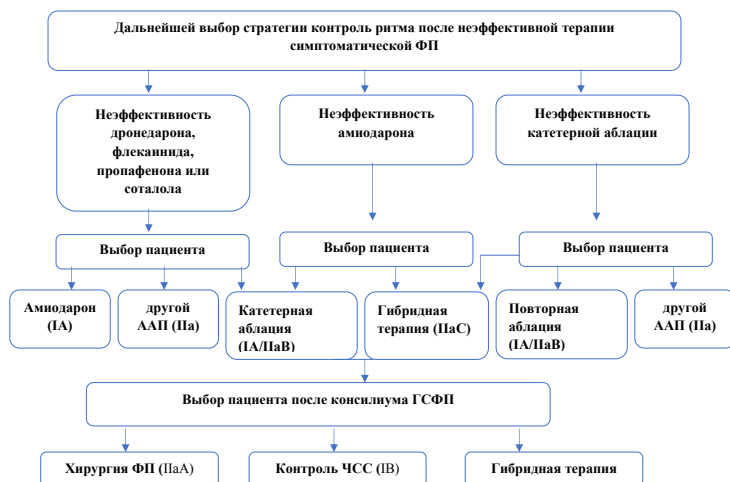 Дальнейшей выбор стратегии контроль ритма после неэффективной терапии
симптоматической ФП
Неэффективность
дронедарона,
флекаинида,
пропафенона или
соталола
Неэффективность
амиодарона
Неэффективность
катетерной аблации
Выбор пациента
Выбор пациента
Выбор пациента
Амиодарон
(IA)
другой
ААП (IIa)
Катетерная
аблация
(IA/IIaB)
Гибридная
терапия (IIaC)
Повторная
аблация
(IA/IIaB)
другой
ААП (IIa)
Выбор пациента после консилиума ГСФП
Хирургия ФП (IIaA)
Контроль ЧСС (IB)
Гибридная терапия